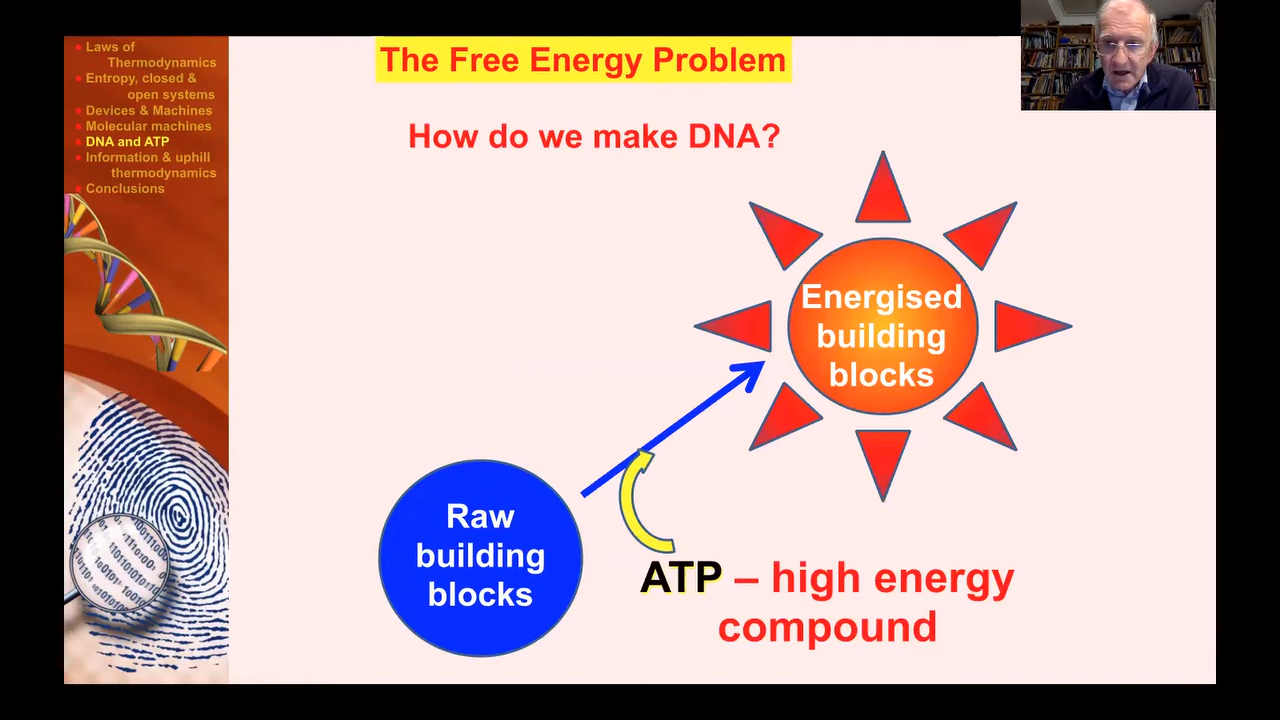 Laws of
Thermodynamics
Entropy, closed &
open systems
Devices & Machines
Molecular machines
DNA and ATP
Information & uphill
thermodynamics
Conclusions
The Free Energy Problem
How do we make DNA?
Energised
building
blocks
Raw
building
blocks
ATP – high energy
compound